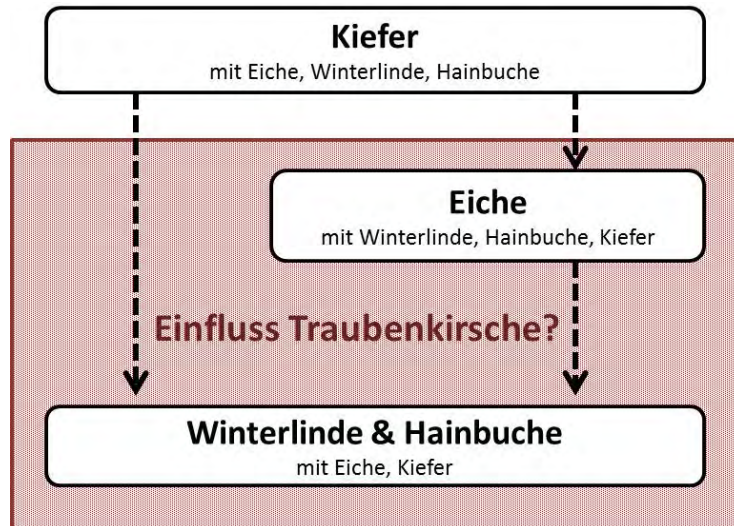 Kiefer
mit Eiche, Winterlinde, Hainbuche
Eiche
mit Winterlinde, Hainbuche, Kiefer
Einfluss Traubenkirsche?
Winterlinde & Hainbuche
mit Eiche, Kiefer